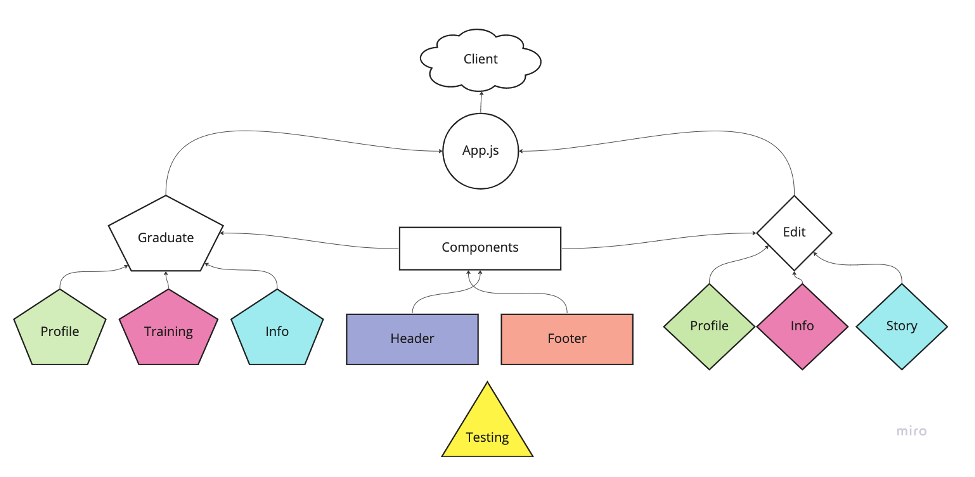 Client
App.js
Graduate
Components
Edit
Profile
Training
Info
Header
Footer
Profile
Info
Story
Testing
miro